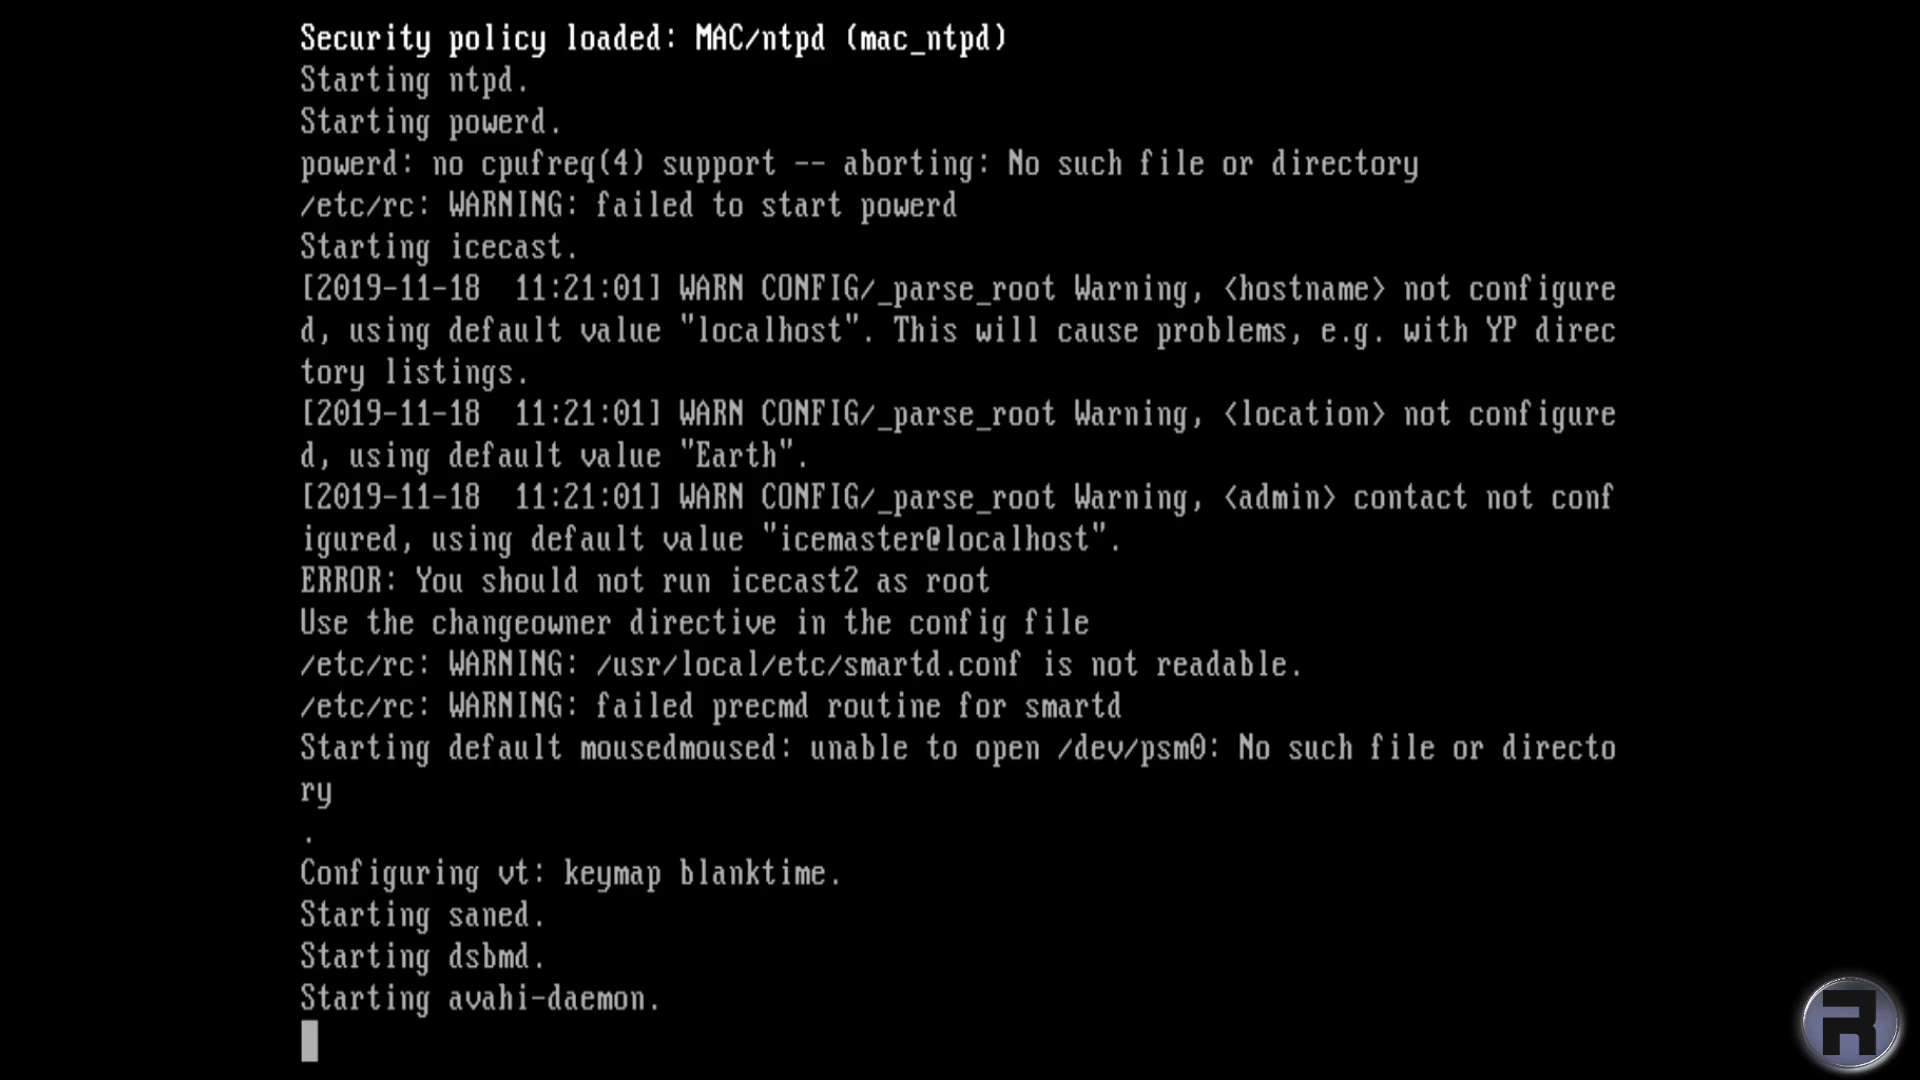 Security policy loaded: MAC/ntpd (mac_ntpd)
Starting ntpd.
Starting powerd.
powerd: no cpufreq(4) support -- aborting: No such file or directory
/etc/rc: WARNING: failed to start powerd
Starting icecast.
[2019-11-18  11:21:01] WARN CONFIG/_parse_root Warning, <hostname> not configure
d, using default value "localhost". This will cause problems, e.g. with YP direc
tory listings.
[2019-11-18  11:21:01] WARN CONFIG/_parse_root Warning, <location> not configure
d, using default value "Earth".
[2019-11-18  11:21:01] WARN CONFIG/_parse_root Warning, <admin> contact not conf
igured, using default value "icemaster@localhost".
ERROR: You should not run icecast2 as root
Use the changeowner directive in the config file
/etc/rc: WARNING: /usr/local/etc/smartd.conf is not readable.
/etc/rc: WARNING: failed precmd routine for smartd
Starting default mousedmoused: unable to open /dev/psm0: No such file or directo
ry
.
Configuring vt: keymap blanktime.
Starting saned.
Starting dsbmd.
Starting avahi-daemon.
R